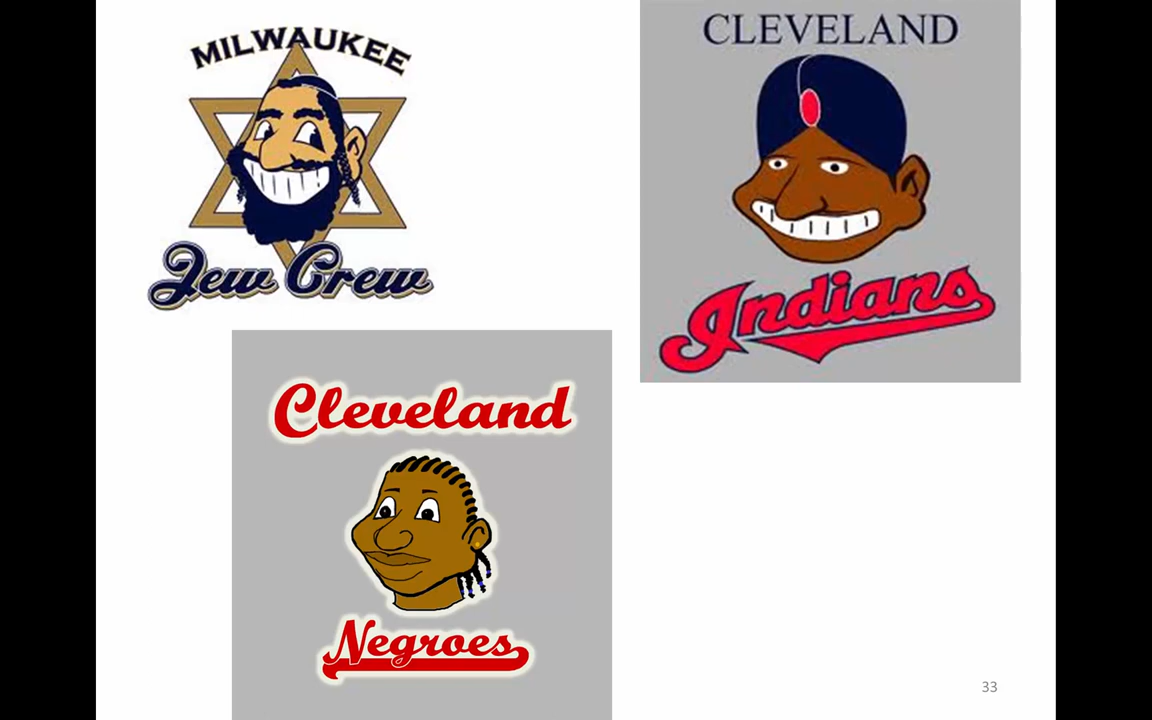 MILWAUKEE
Jew Crew
CLEVELAND
Indians
Cleveland
Negroes
33